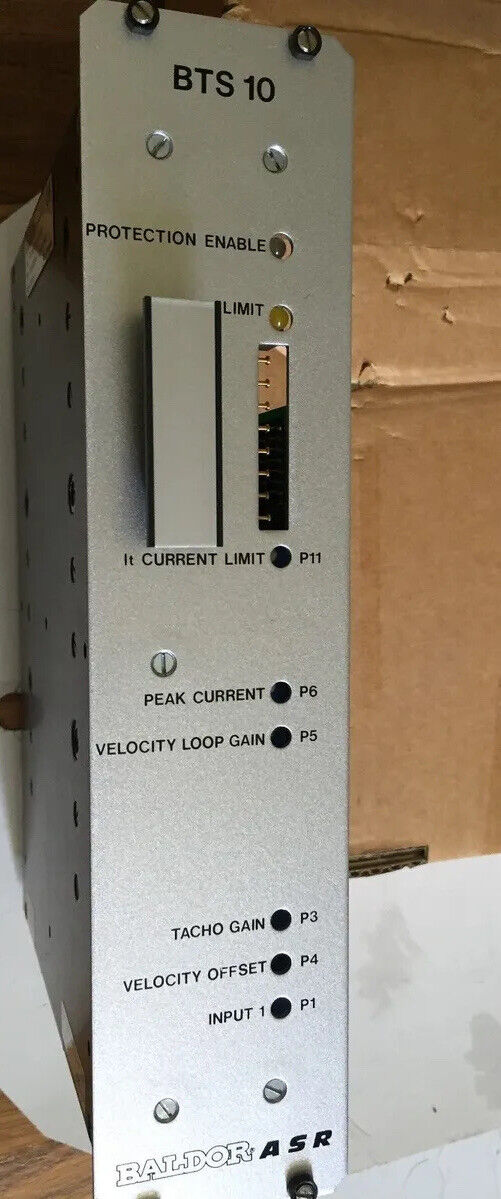 BTS 10
PROTECTION ENABLE
LIMIT
It CURRENT LIMIT P11
PEAK CURRENT P6
VELOCITY LOOP GAIN P5
TACHO GAIN P3
VELOCITY OFFSET P4
INPUT 1 P1
BALDOR ASR